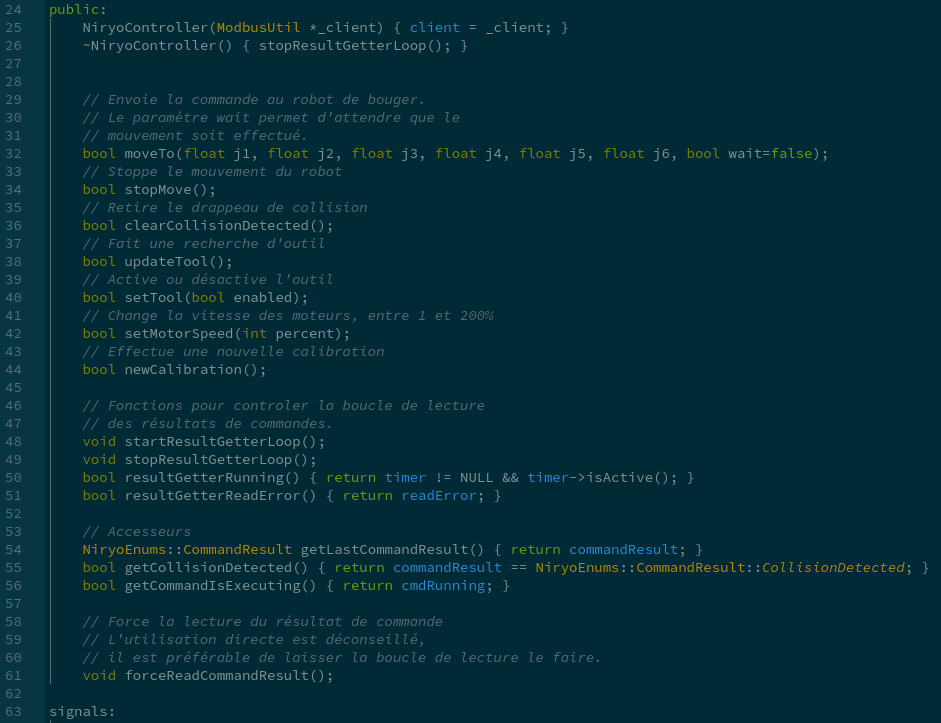 24 public:
25     NiryoController(ModbusUtil *_client) { client = _client; }
26     ~NiryoController() { stopResultGetterLoop(); }
27
28
29     // Envoie la commande au robot de bouger.
30     // Le paramètre wait permet d'attendre que le
31     // mouvement soit effectué.
32     bool moveTo(float j1, float j2, float j3, float j4, float j5, float j6, bool wait=false);
33     // Stoppe le mouvement du robot
34     bool stopMove();
35     // Retire le drappeau de collision
36     bool clearCollisionDetected();
37     // Fait une recherche d'outil
38     bool updateTool();
39     // Active ou désactive l'outil
40     bool setTool(bool enabled);
41     // Change la vitesse des moteurs, entre 1 et 200%
42     bool setMotorSpeed(int percent);
43     // Effectue une nouvelle calibration
44     bool newCalibration();
45
46     // Fonctions pour controler la boucle de lecture
47     // des résultats de commandes.
48     void startResultGetterLoop();
49     void stopResultGetterLoop();
50     bool resultGetterRunning() { return timer != NULL && timer->isActive(); }
51     bool resultGetterReadError() { return readError; }
52
53     // Accesseurs
54     NiryoEnums::CommandResult getLastCommandResult() { return commandResult; }
55     bool getCollisionDetected() { return commandResult == NiryoEnums::CommandResult::CollisionDetected; }
56     bool getCommandIsExecuting() { return cmdRunning; }
57
58     // Force la lecture du résultat de commande
59     // L'utilisation directe est déconseillé,
60     // il est préférable de laisser la boucle de lecture le faire.
61     void forceReadCommandResult();
62
63 signals: